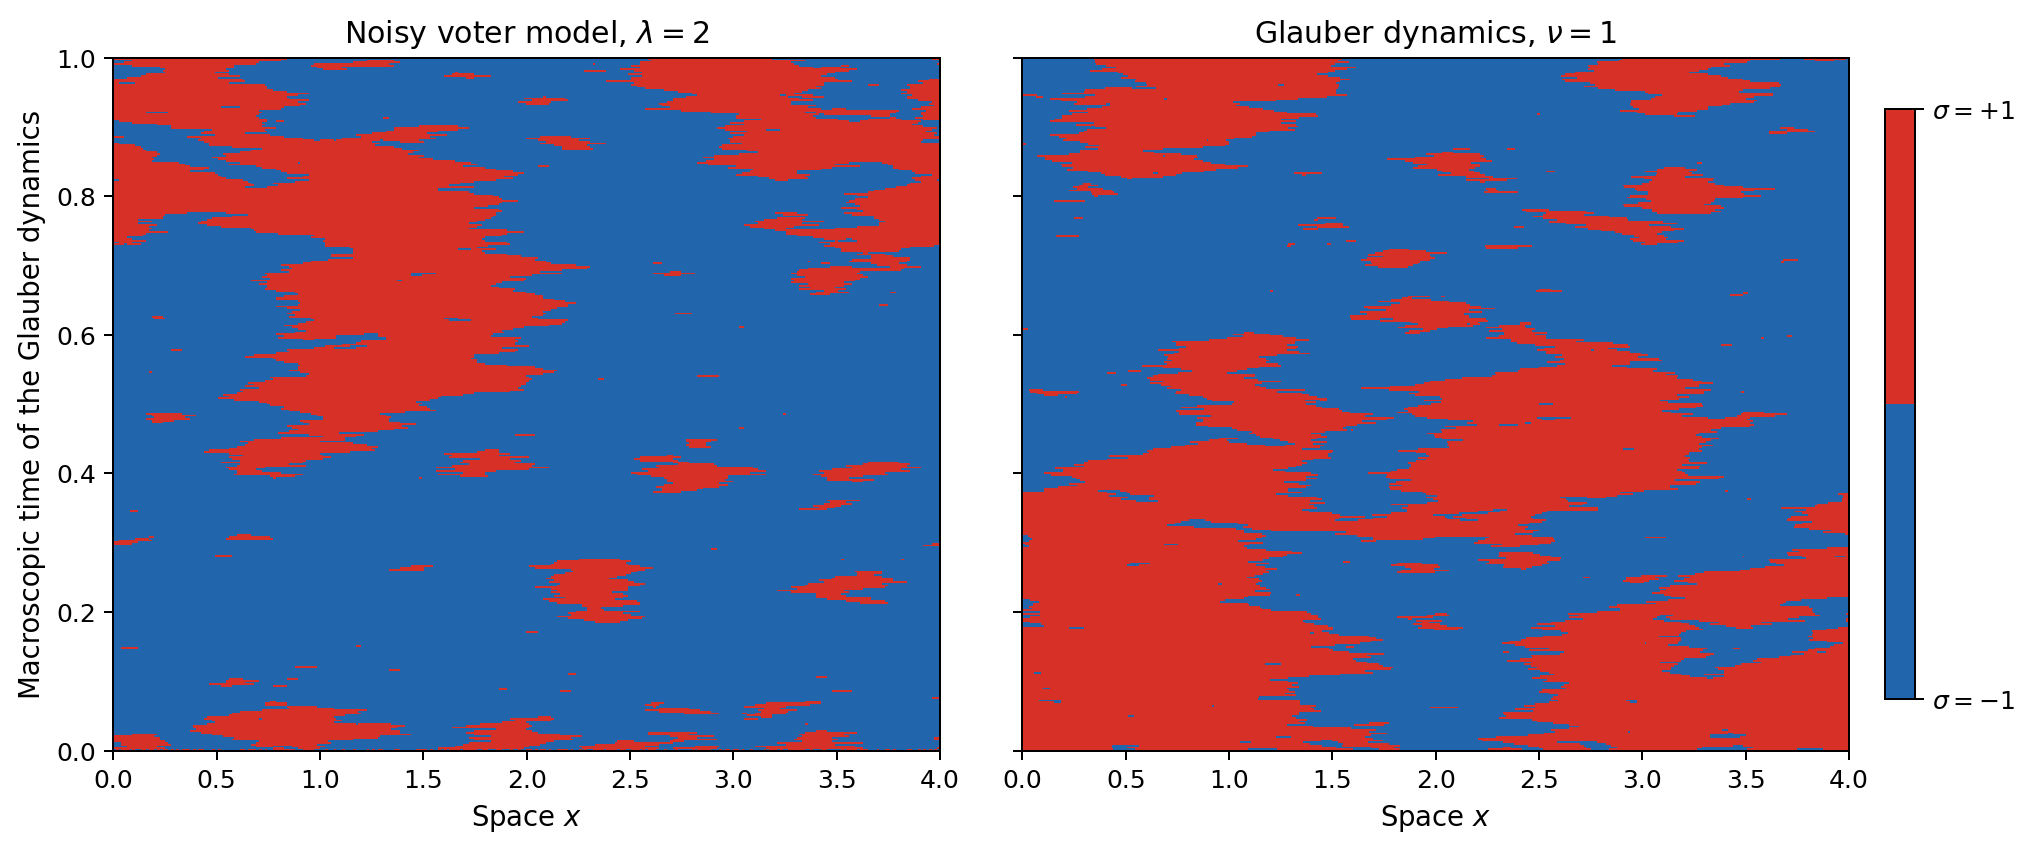 Noisy voter model, λ = 2
Glauber dynamics, ν = 1
Macroscopic time of the Glauber dynamics
1.0
0.8
0.6
0.4
0.2
0.0
0.0 0.5 1.0 1.5 2.0 2.5 3.0 3.5 4.0
Space x
0.0 0.5 1.0 1.5 2.0 2.5 3.0 3.5 4.0
Space x
σ = +1
σ = −1